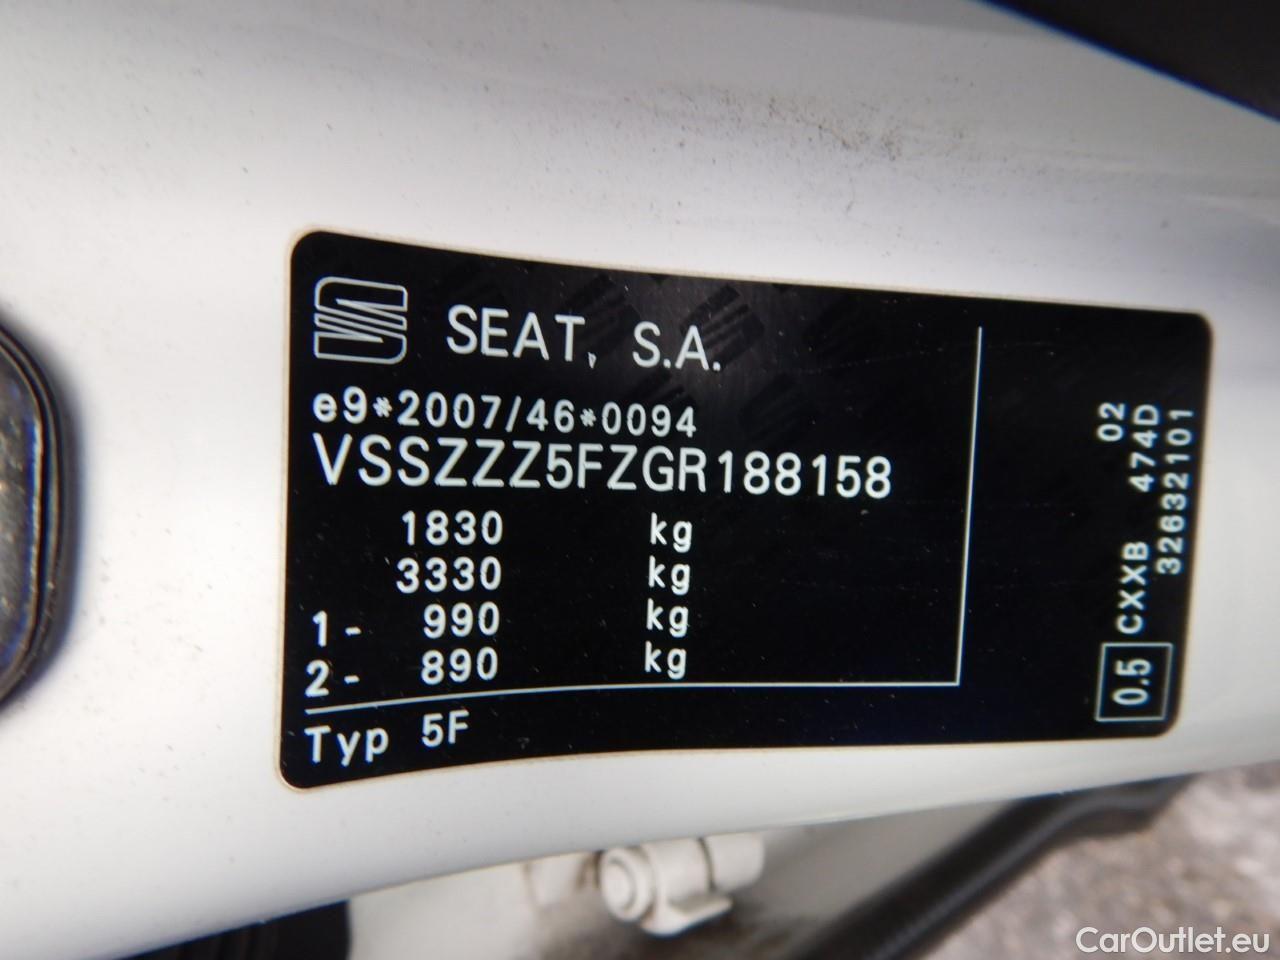 SEAT, S.A.
e9*2007/46*0094
VSSZZZ5FZGR188158
1830 kg
3330 kg
1- 990 kg
2- 890 kg
Typ 5F
02
CXXB 474D
32632101
0.5
CarOutlet.eu